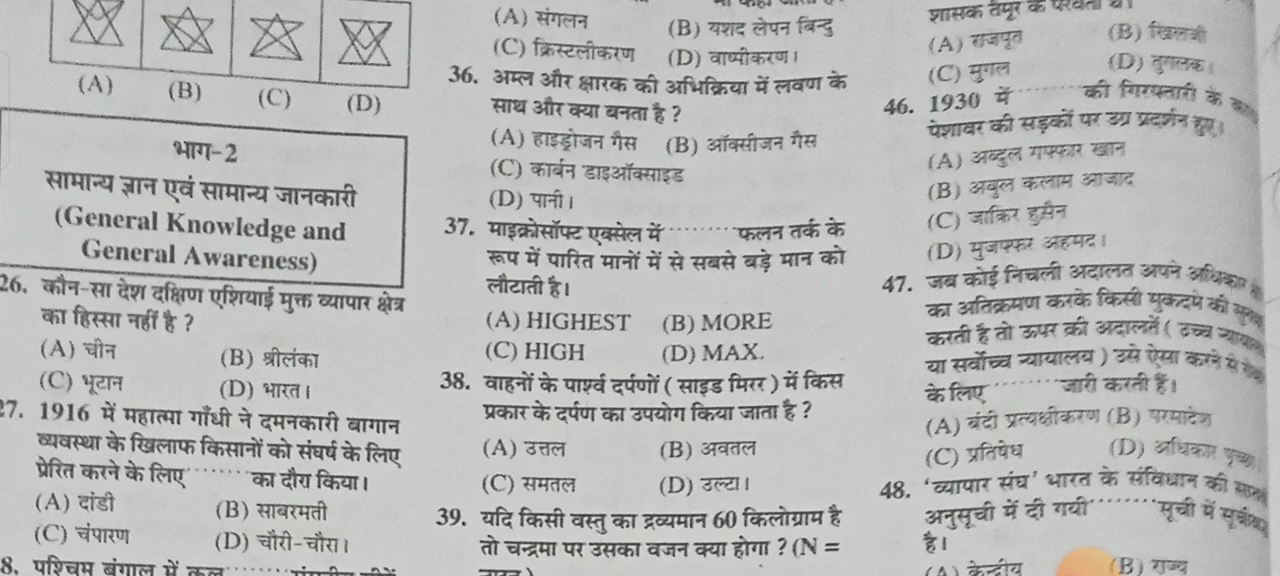 (A) (B) (C) (D)
भाग-2
सामान्य ज्ञान एवं सामान्य जानकारी
(General Knowledge and
General Awareness)
26. कौन-सा देश दक्षिण एशियाई मुक्त व्यापार क्षेत्र
का हिस्सा नहीं है ?
(A) चीन (B) श्रीलंका
(C) भूटान (D) भारत।
27. 1916 में महात्मा गाँधी ने दमनकारी बागान
व्यवस्था के खिलाफ किसानों को संघर्ष के लिए
प्रेरित करने के लिए ········ का दौरा किया।
(A) दांडी (B) साबरमती
(C) चंपारण (D) चौरी-चौरा।
8. पश्चिम बंगाल में कुल ········
(A) संगलन (B) यशद लेपन बिन्दु
(C) क्रिस्टलीकरण (D) वाष्पीकरण।
36. अम्ल और क्षारक की अभिक्रिया में लवण के
साथ और क्या बनता है ?
(A) हाइड्रोजन गैस (B) ऑक्सीजन गैस
(C) कार्बन डाइऑक्साइड
(D) पानी।
37. माइक्रोसॉफ्ट एक्सेल में ········ फलन तर्क के
रूप में पारित मानों में से सबसे बड़े मान को
लौटाती है।
(A) HIGHEST (B) MORE
(C) HIGH (D) MAX.
38. वाहनों के पार्श्व दर्पणों ( साइड मिरर ) में किस
प्रकार के दर्पण का उपयोग किया जाता है ?
(A) उत्तल (B) अवतल
(C) समतल (D) उल्टा।
39. यदि किसी वस्तु का द्रव्यमान 60 किलोग्राम है
तो चन्द्रमा पर उसका वजन क्या होगा ? (N =
शासक तैमूर के परवर्ती थे।
(A) राजपूत (B) खिलजी
(C) मुगल (D) तुगलक।
46. 1930 में ········ की गिरफ्तारी के
पेशावर की सड़कों पर उग्र प्रदर्शन हुए।
(A) अब्दुल गफ्फार खान
(B) अबुल कलाम आजाद
(C) जाकिर हुसैन
(D) मुजफ्फर अहमद।
47. जब कोई निचली अदालत अपने अधिकार
का अतिक्रमण करके किसी मुकदमे की
करती है तो ऊपर की अदालतें ( उच्च
या सर्वोच्च न्यायालय ) उसे ऐसा करने से
के लिए ········ जारी करती हैं।
(A) बंदी प्रत्यक्षीकरण (B) परमादेश
(C) प्रतिषेध (D) अधिकार पृच्छा
48. 'व्यापार संघ' भारत के संविधान की
अनुसूची में दी गयी ········ सूची में
है।
(A) केन्द्रीय (B) राज्य